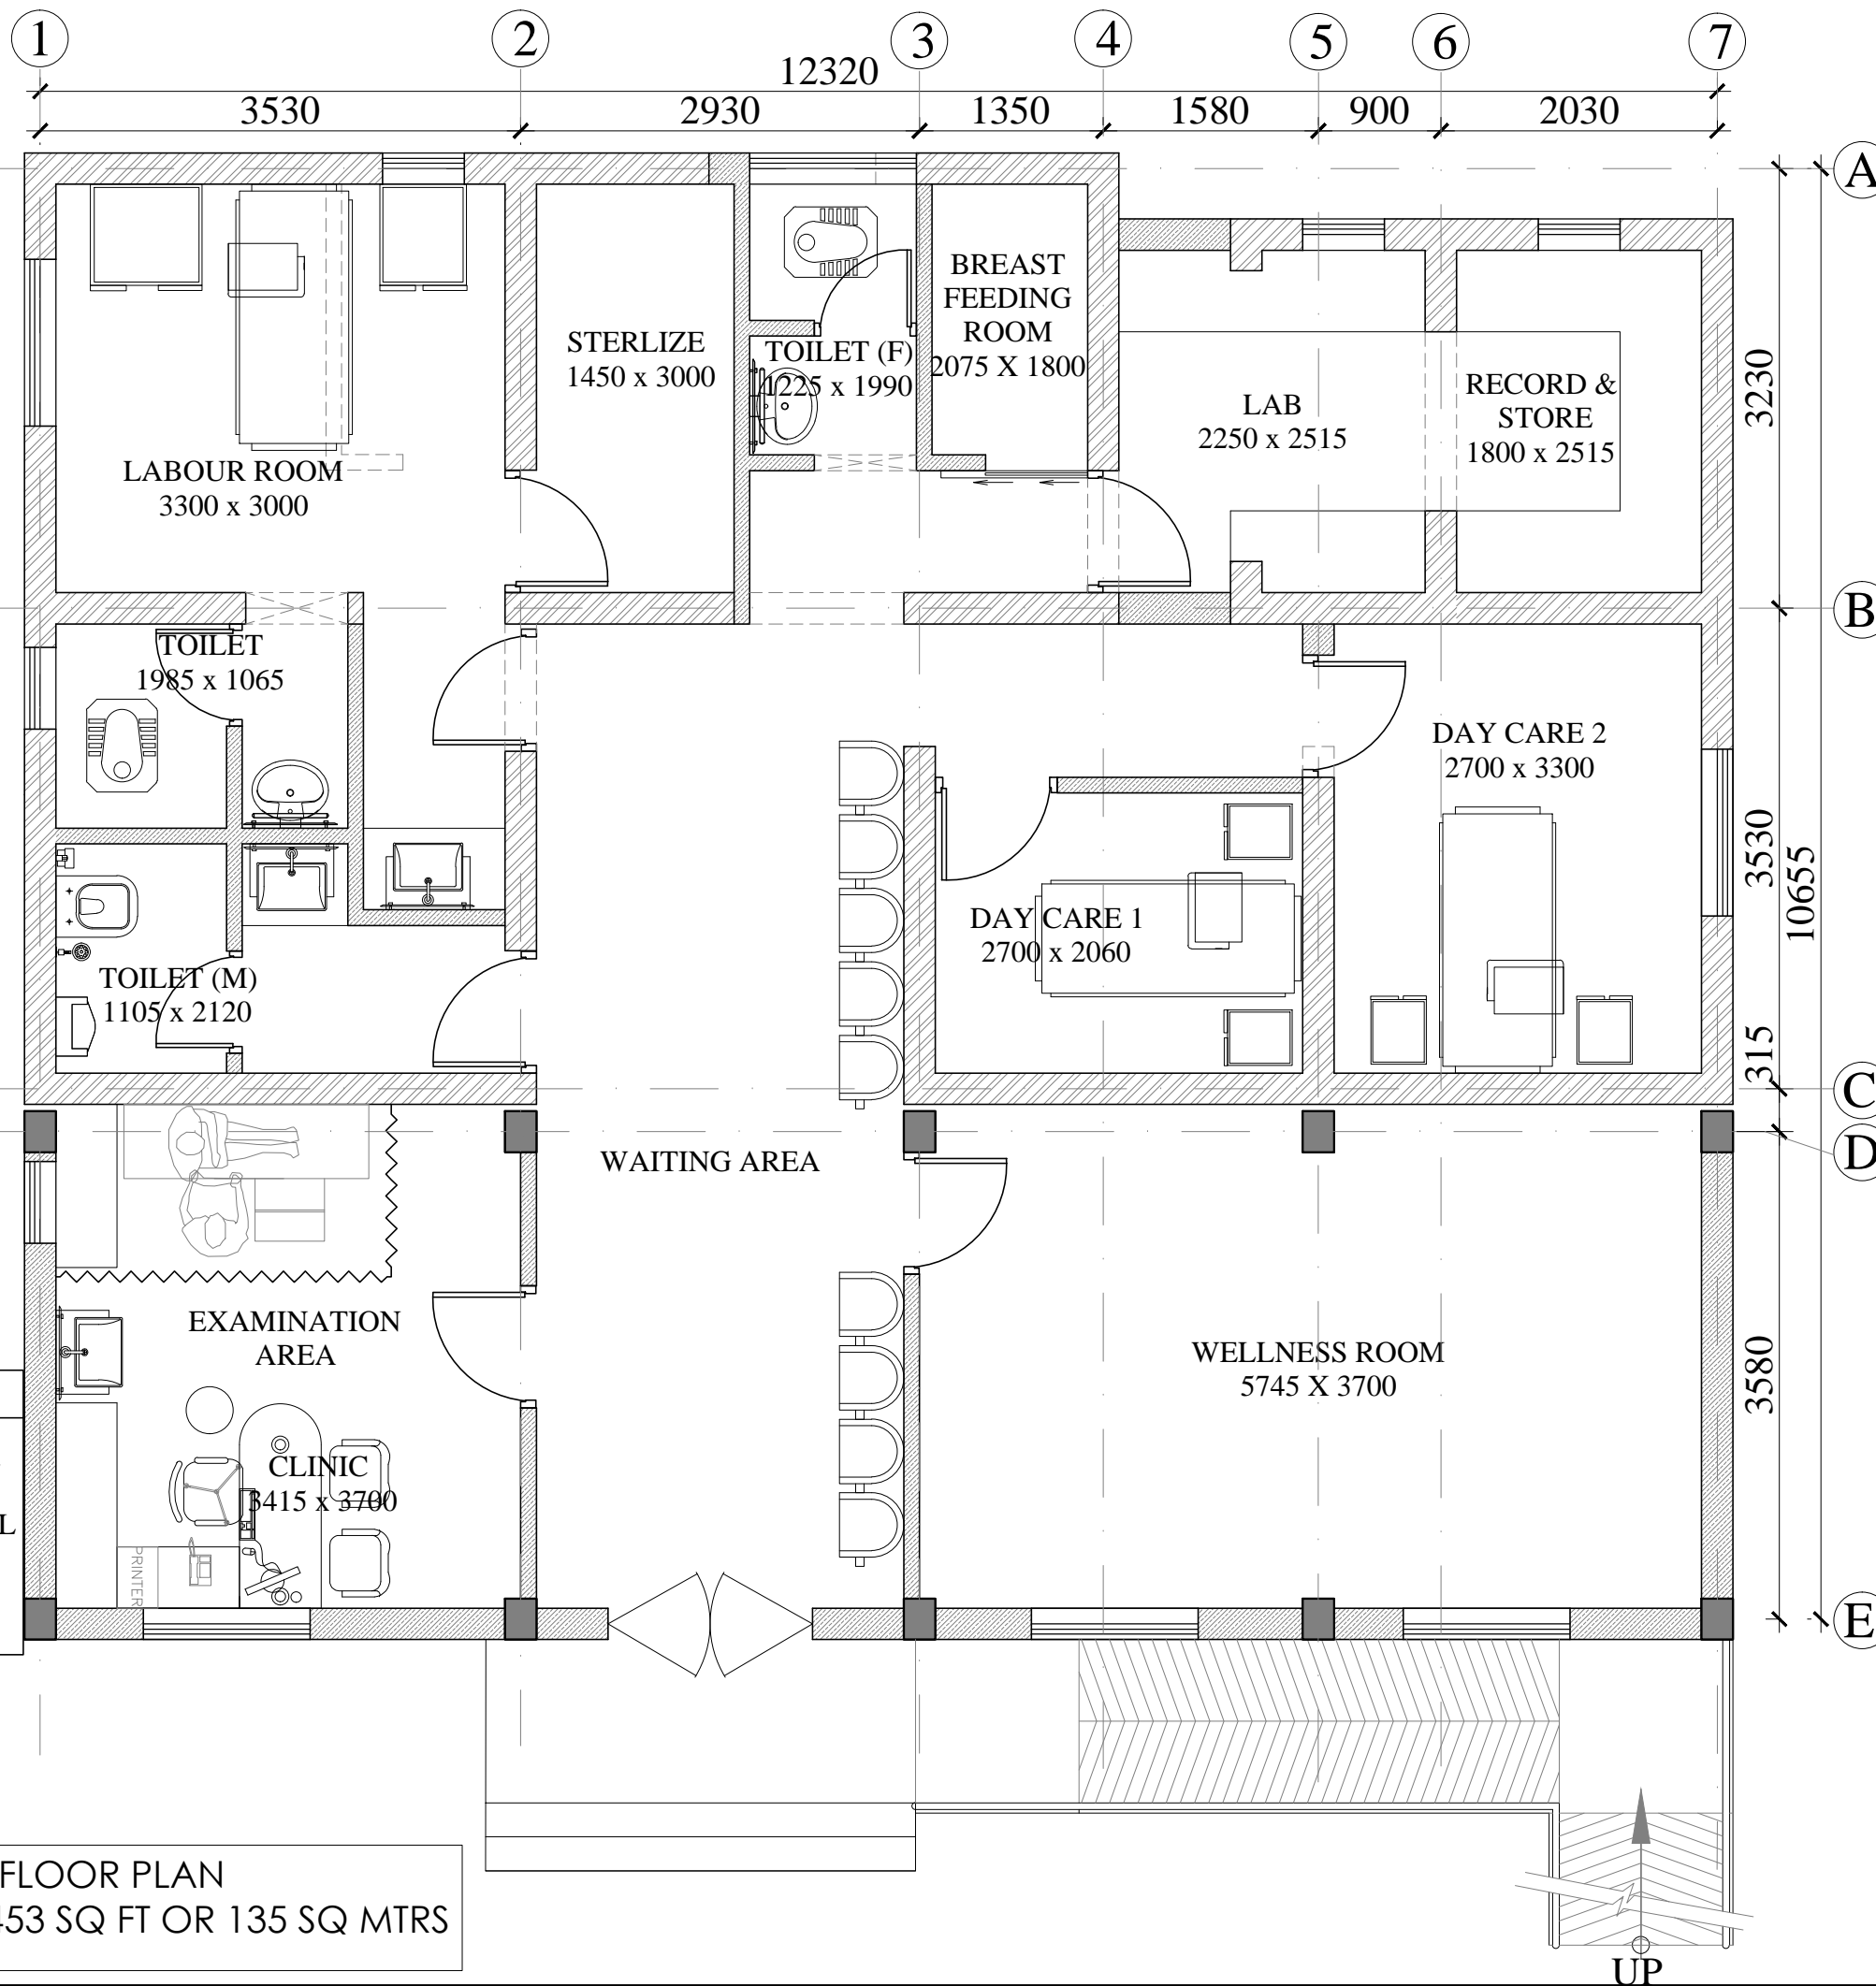 1 2 3 4 5 6 7
12320
3530 2930 1350 1580 900 2030
A
B
C
D
E
3230
3530
315
3580
10655
LABOUR ROOM
3300 x 3000
STERLIZE
1450 x 3000
TOILET (F)
1225 x 1990
BREAST
FEEDING
ROOM
2075 X 1800
LAB
2250 x 2515
RECORD &
STORE
1800 x 2515
TOILET
1985 x 1065
DAY CARE 2
2700 x 3300
DAY CARE 1
2700 x 2060
TOILET (M)
1105 x 2120
WAITING AREA
EXAMINATION
AREA
WELLNESS ROOM
5745 X 3700
CLINIC
3415 x 3700
PRINTER
L
FLOOR PLAN
453 SQ FT OR 135 SQ MTRS
UP